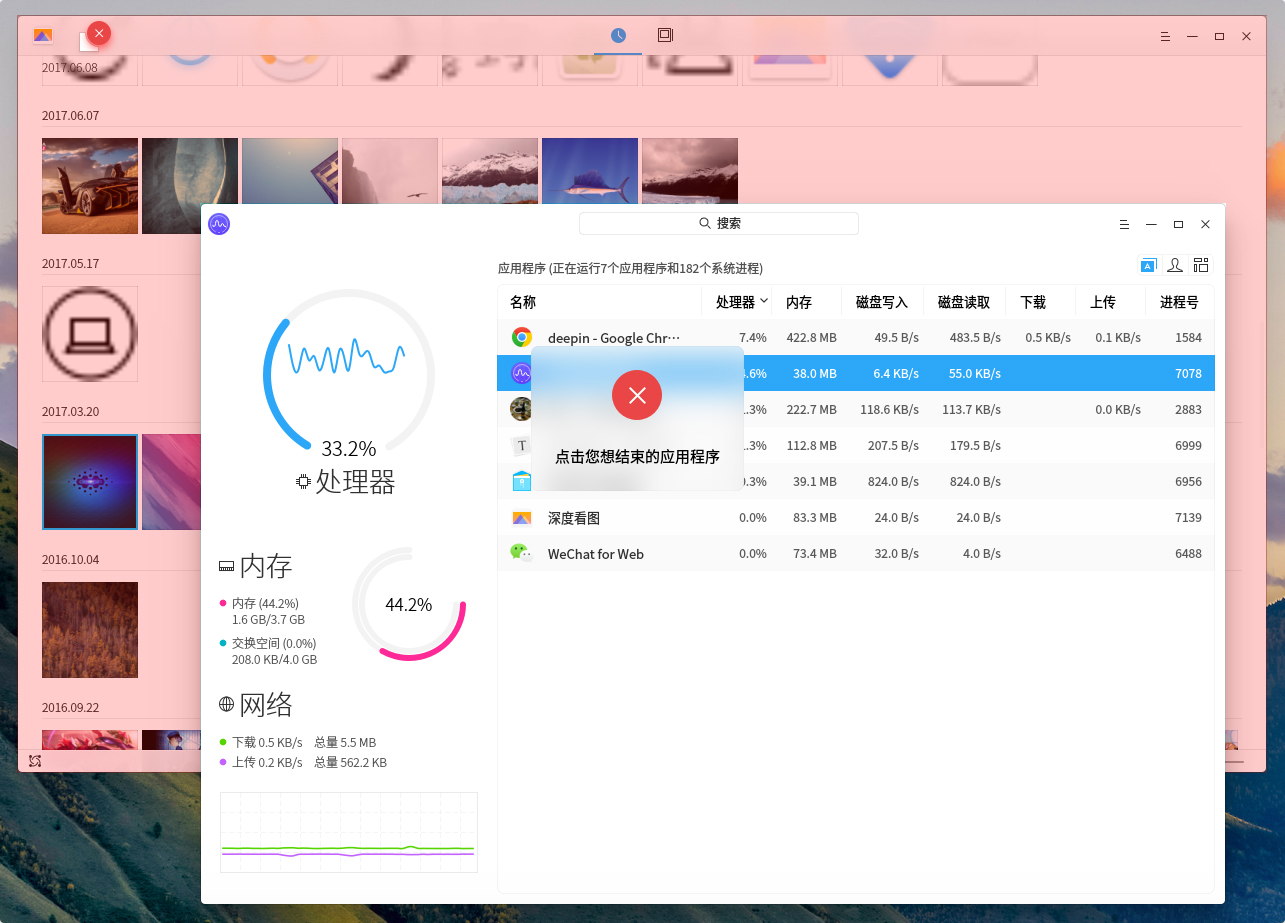 2017.06.08
2017.06.07
2017.05.17
2017.03.20
2016.10.04
2016.09.22
搜索
33.2%
处理器
内存
内存 (44.2%)
1.6 GB/3.7 GB
交换空间 (0.0%)
208.0 KB/4.0 GB
44.2%
网络
下载 0.5 KB/s 总量 5.5 MB
上传 0.2 KB/s 总量 562.2 KB
应用程序 (正在运行7个应用程序和182个系统进程)
名称 处理器 内存 磁盘写入 磁盘读取 下载 上传 进程号
deepin - Google Chr⋯ 7.4% 422.8 MB 49.5 B/s 483.5 B/s 0.5 KB/s 0.1 KB/s 1584
.6% 38.0 MB 6.4 KB/s 55.0 KB/s 7078
.3% 222.7 MB 118.6 KB/s 113.7 KB/s 0.0 KB/s 2883
T .3% 112.8 MB 207.5 B/s 179.5 B/s 6999
.3% 39.1 MB 824.0 B/s 824.0 B/s 6956
深度看图 0.0% 83.3 MB 24.0 B/s 24.0 B/s 7139
WeChat for Web 0.0% 73.4 MB 32.0 B/s 4.0 B/s 6488
点击您想结束的应用程序